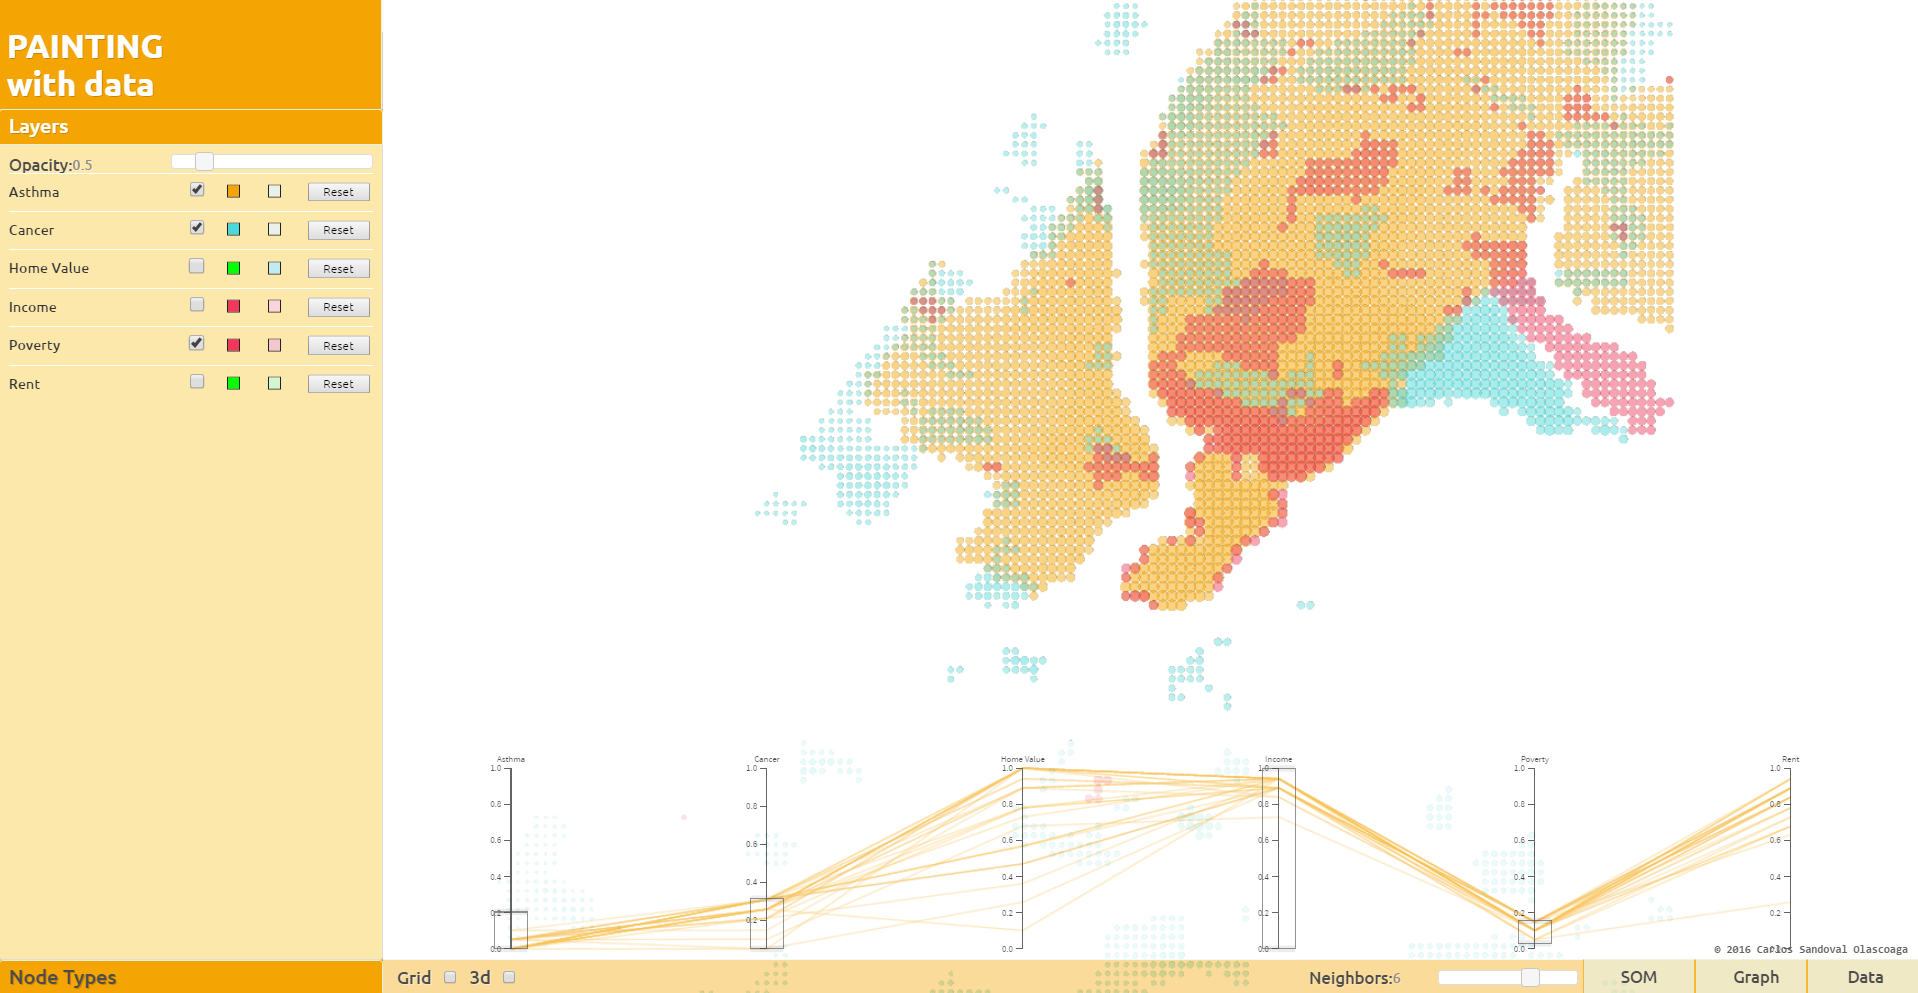 PAINTING
with data
Layers
Opacity:0.5
Asthma Reset
Cancer Reset
Home Value Reset
Income Reset
Poverty Reset
Rent Reset
Asthma Cancer Home Value Income Poverty Rent
1.0 1.0 1.0 1.0 1.0 1.0
0.8 0.8 0.8 0.8 0.8 0.8
0.6 0.6 0.6 0.6 0.6 0.6
0.4 0.4 0.4 0.4 0.4 0.4
0.2 0.2 0.2 0.2 0.2 0.2
0.0 0.0 0.0 0.0 0.0
© 2016 Carlos Sandoval Olascoaga
Node Types Grid 3d Neighbors:6 SOM Graph Data